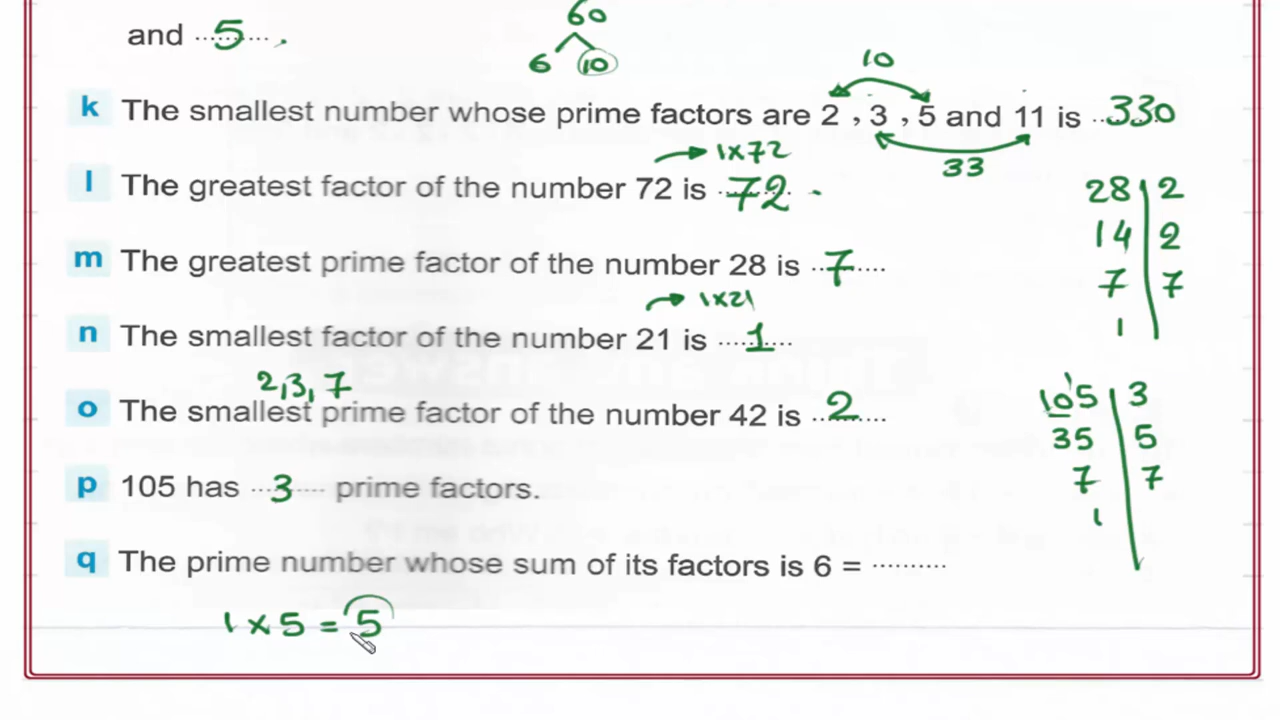 60
and 5 .
6 10
10
k The smallest number whose prime factors are 2 , 3 , 5 and 11 is 330
1×72
33
l The greatest factor of the number 72 is 72 .
28 2
14 2
m The greatest prime factor of the number 28 is 7
7 7
1×21
1
n The smallest factor of the number 21 is 1
2,3,7
105 3
o The smallest prime factor of the number 42 is 2
35 5
p 105 has 3 prime factors.
7 7
1
q The prime number whose sum of its factors is 6 = ..........
1 × 5 = 5